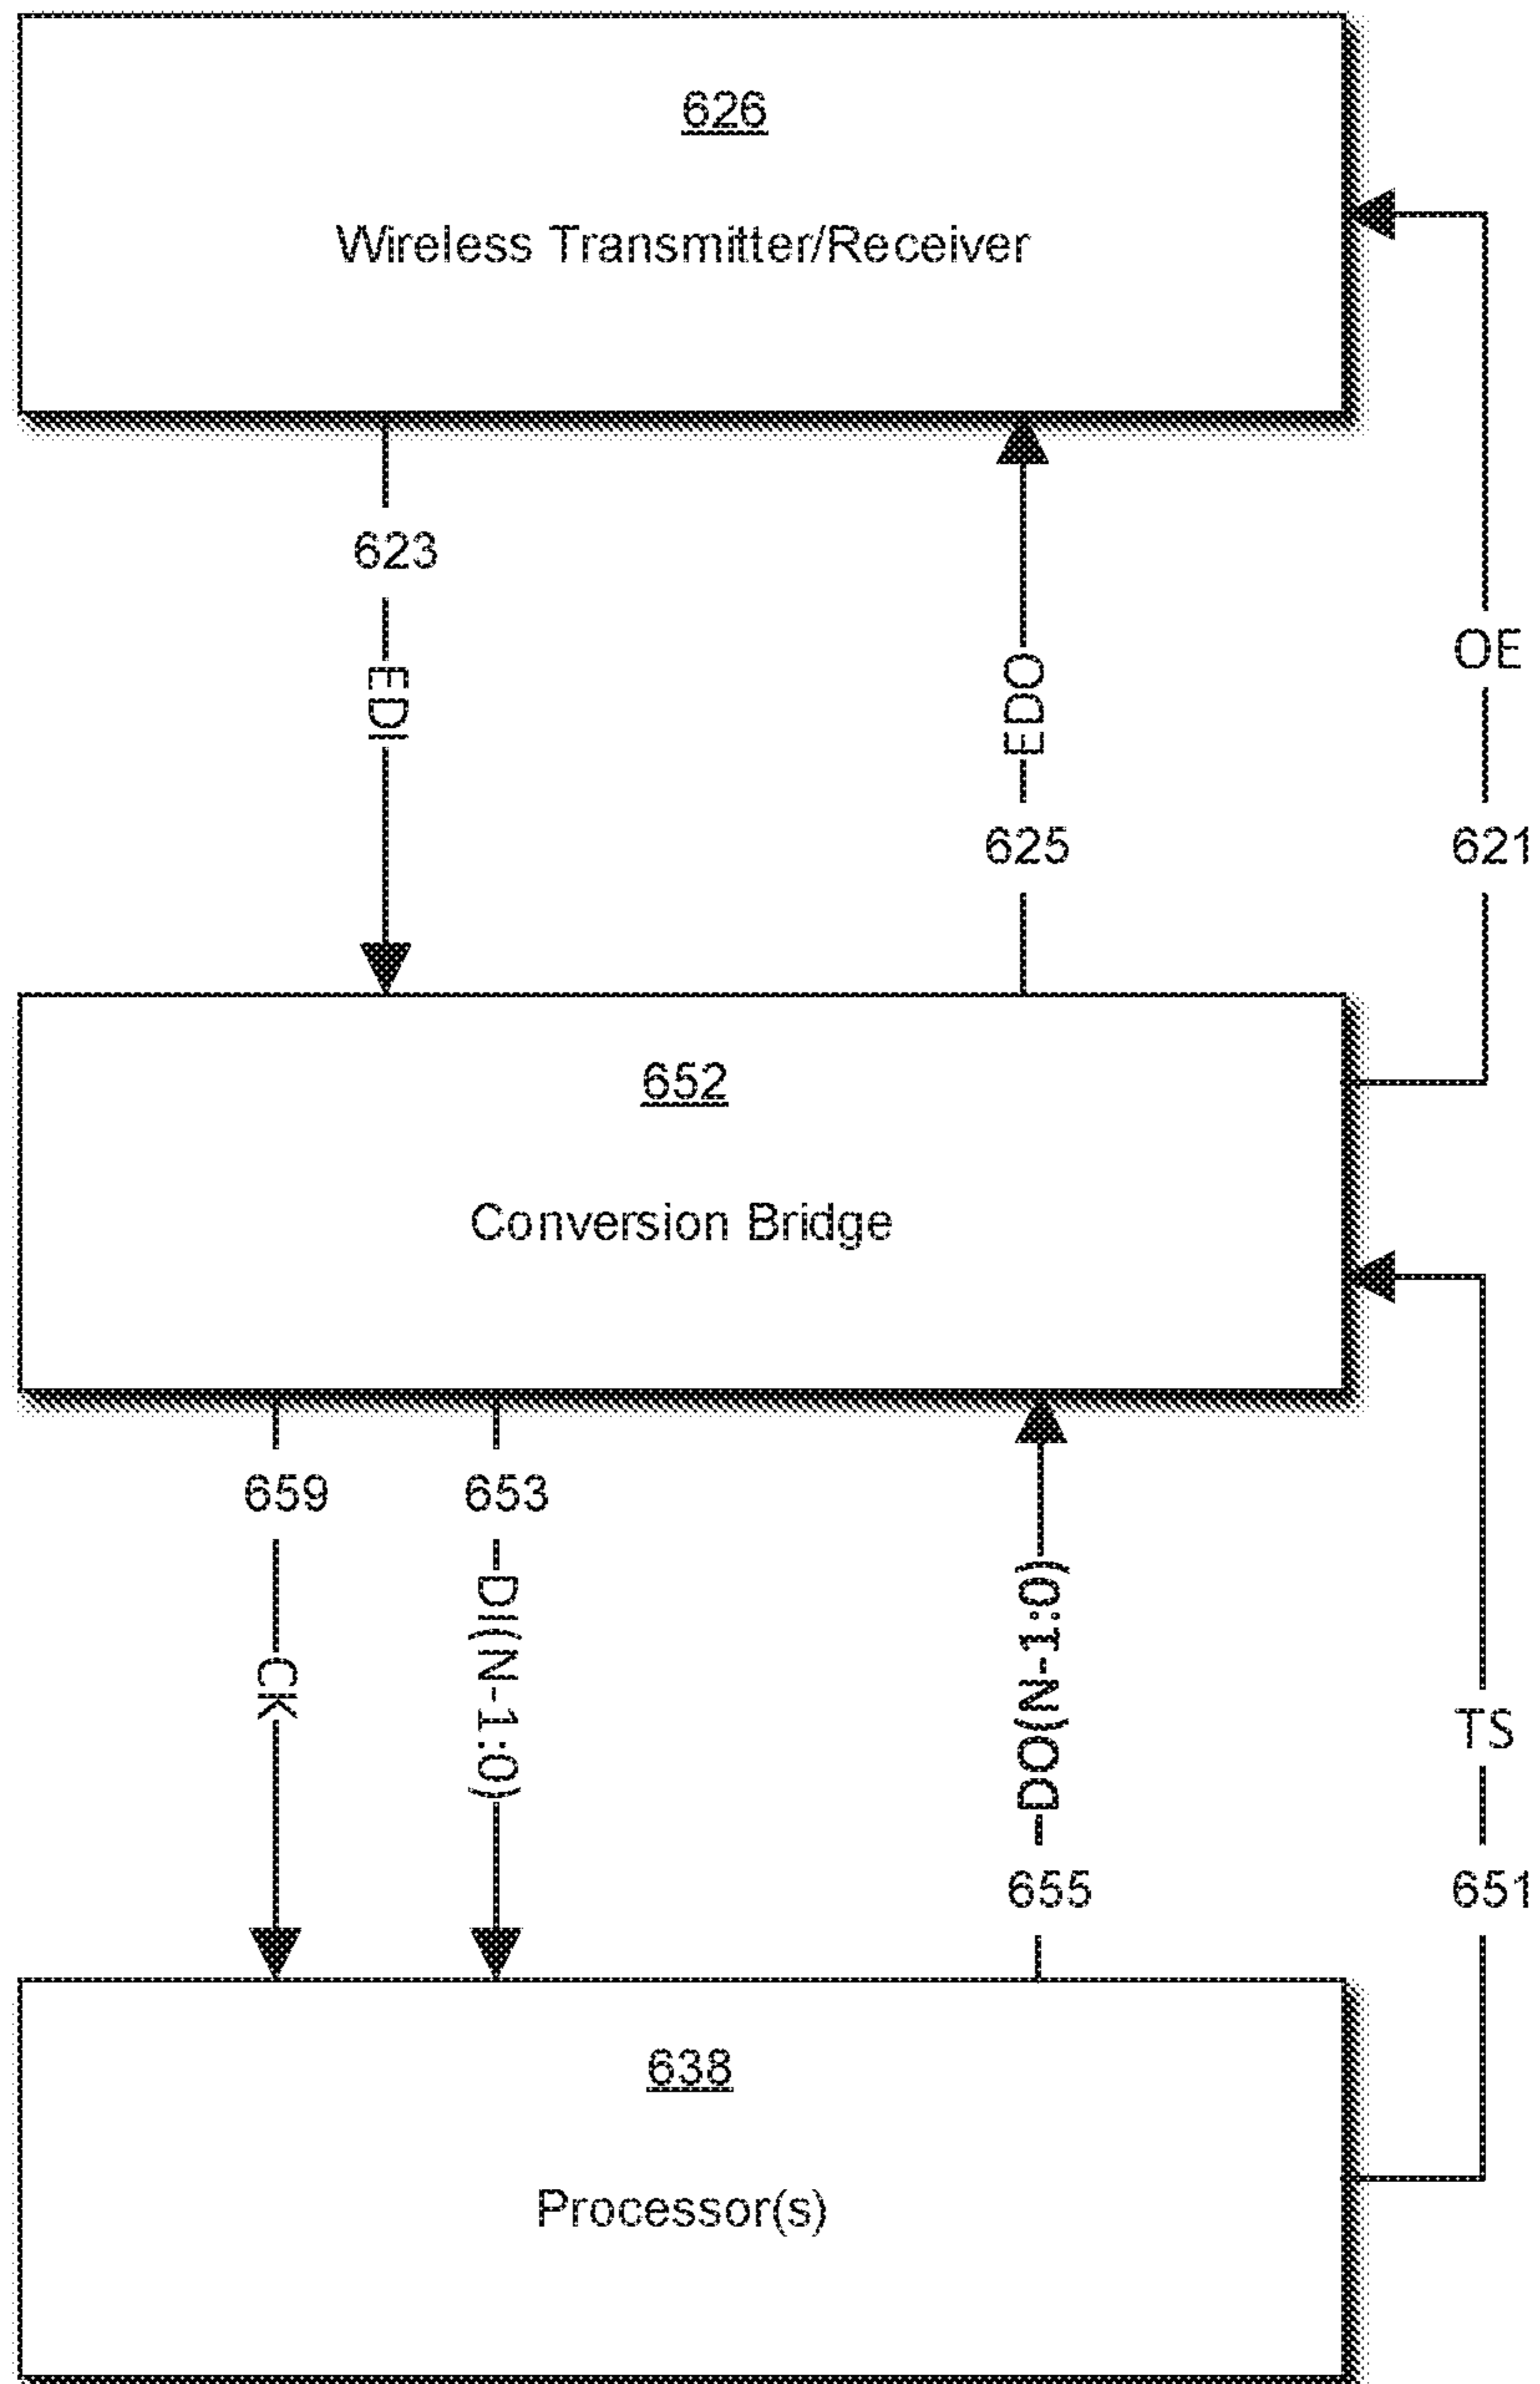 626
Wireless Transmitter/Receiver
623
EDI
EDO
625
OE
621
652
Conversion Bridge
659
CK
653
DI(N-1:0)
DO(N-1:0)
655
TS
651
638
Processor(s)